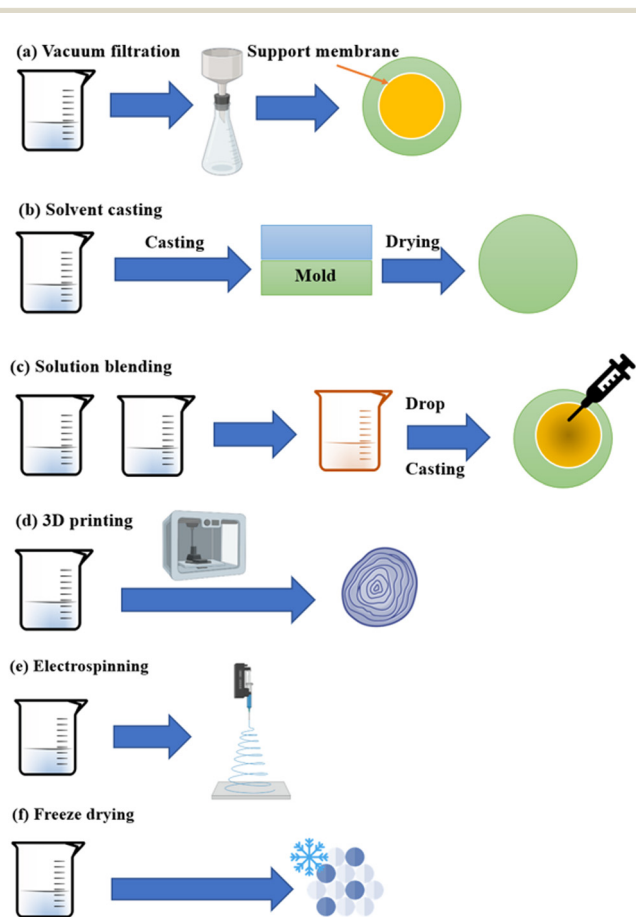 (a) Vacuum filtration
Support membrane
(b) Solvent casting
Casting
Mold
Drying
(c) Solution blending
Drop
Casting
(d) 3D printing
(e) Electrospinning
(f) Freeze drying